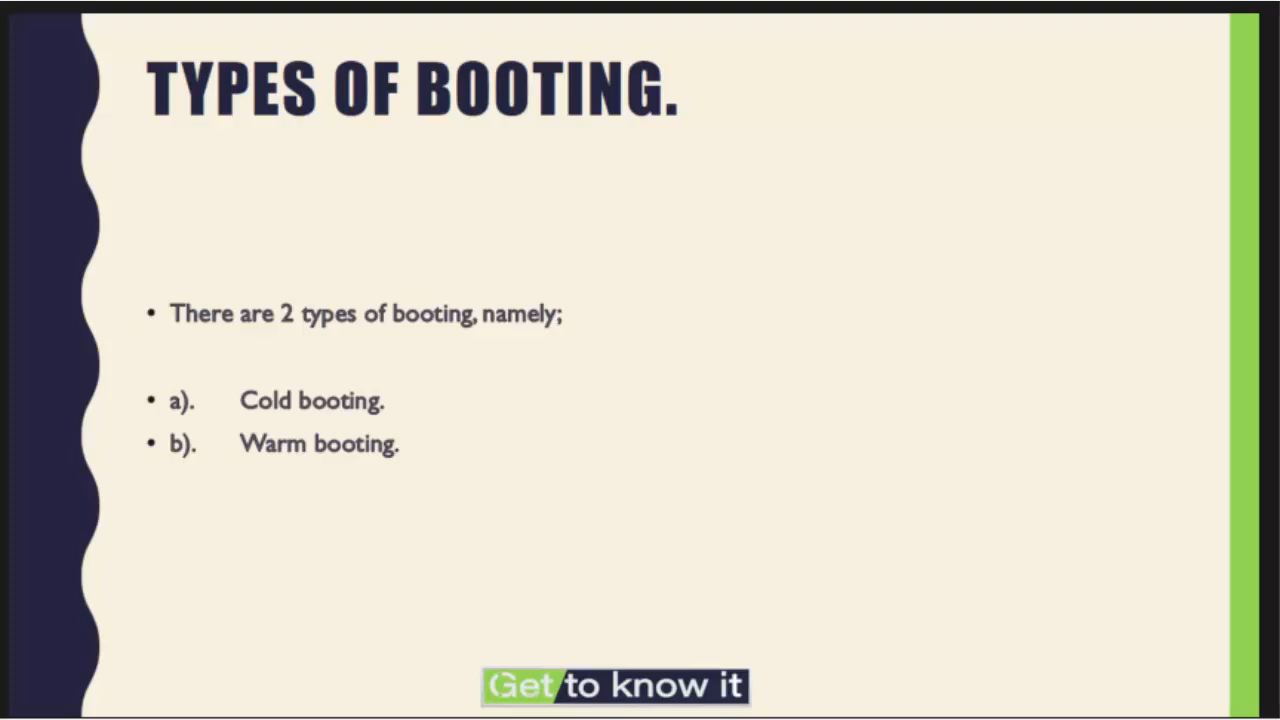 TYPES OF BOOTING.
• There are 2 types of booting, namely;
• a). Cold booting.
• b). Warm booting.
Get to know it